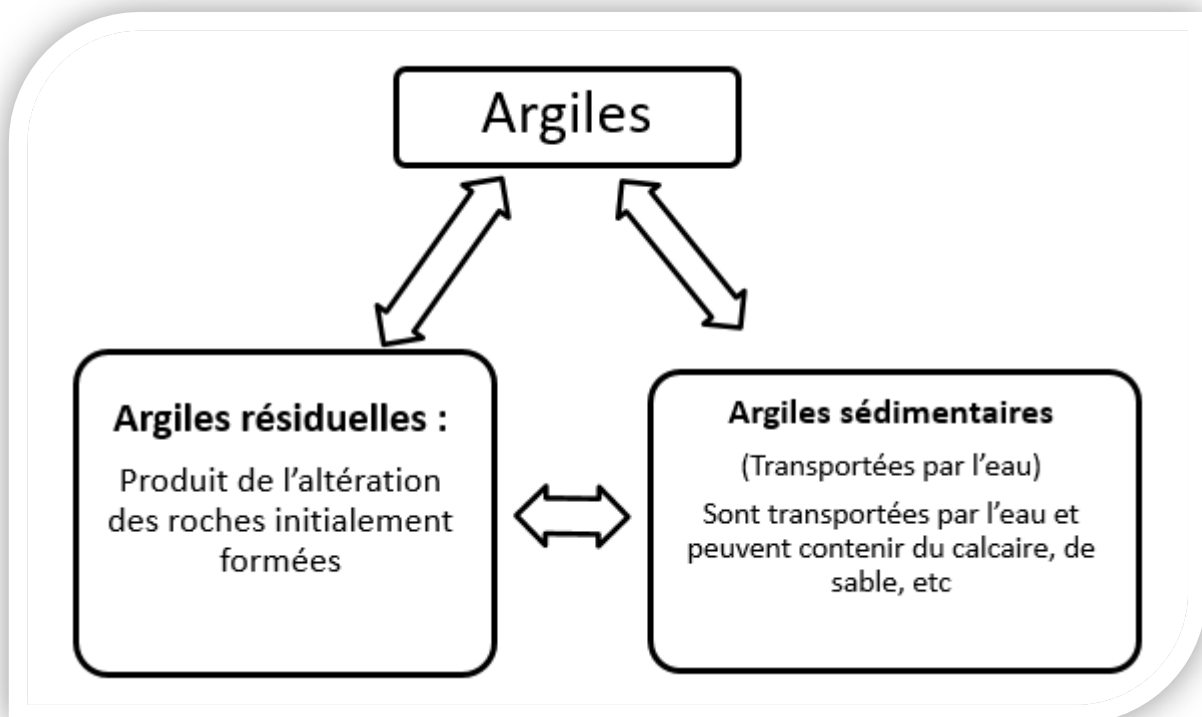 Argiles
Argiles résiduelles :
Produit de l’altération
des roches initialement
formées
Argiles sédimentaires
(Transportées par l’eau)
Sont transportées par l’eau et
peuvent contenir du calcaire, de
sable, etc